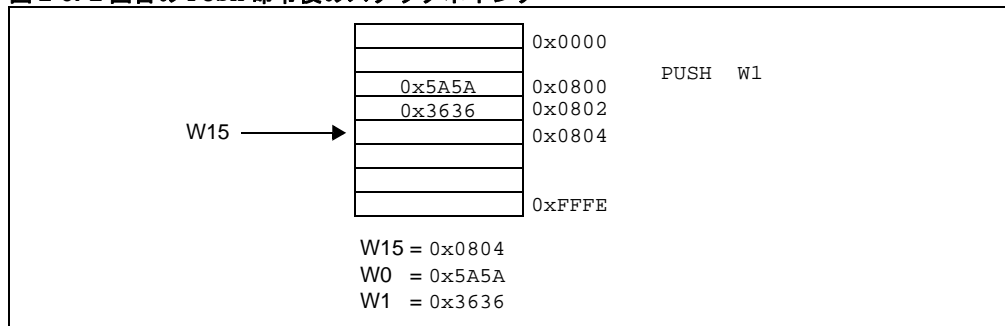 0x0000
PUSH W1
0x5A5A 0x0800
0x3636 0x0802
W15 0x0804
0xFFFE
W15 = 0x0804
W0 = 0x5A5A
W1 = 0x3636